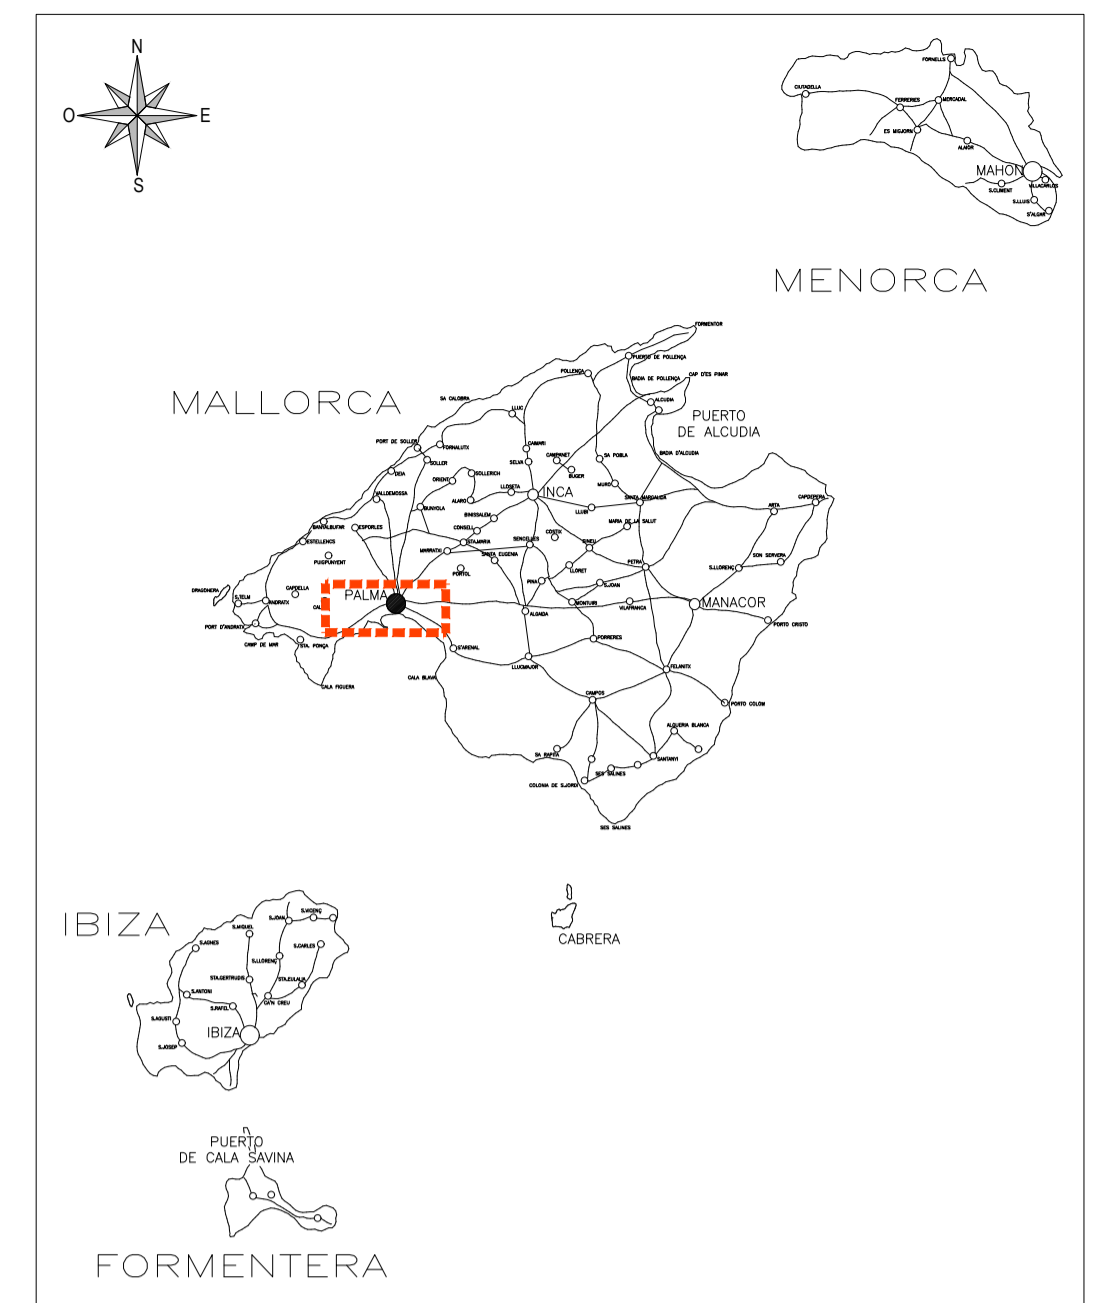 N
O
E
S
FORNELLS
CIUTADELLA
FERRERIES
MERCADAL
ES MIGJORN
ALAIOR
MAHON
S.CLIMENT
VILLACARLOS
S.LLUIS
S'ALGAR
MENORCA
MALLORCA
FORMENTOR
PUERTO DE POLLENÇA
POLLENÇA
BADIA DE POLLENÇA
CAP D'ES PINAR
SA CALOBRA
LLUC
ALCUDIA
PUERTO
DE ALCUDIA
PORT DE SOLLER
FORNALUTX
CAIMARI
CAMPANET
SA POBLA
BADIA D'ALCUDIA
SOLLER
SELVA
BUGER
DEIA
ORIENT
SOLLERICH
LLOSETA
MURO
VALLDEMOSSA
ALARO
INCA
SANTA MARGALIDA
CAPDEPERA
BUNYOLA
BINISSALEM
LLUBI
ARTA
BANYALBUFAR
ESPORLES
CONSELL
COSTIX
MARIA DE LA SALUT
ESTELLENCS
STA.MARIA
SENCELLES
SINEU
MARRATXI
SANTA EUGENIA
PUIGPUNYENT
PORTOL
LLORET
PETRA
S.LLORENÇ
SON SERVERA
DRAGONERA
S.TELM
CAPDELLA
PINA
S.JOAN
ANDRATX
CAL
PALMA
ALGAIDA
MONTUIRI
VILAFRANCA
MANACOR
PORT D'ANDRATX
PORTO CRISTO
CAMP DE MAR
STA. PONÇA
S'ARENAL
PORRERES
LLUCMAJOR
FELANITX
CALA FIGUERA
CALA BLAVA
CAMPOS
PORTO COLOM
ALQUERIA BLANCA
SA RAPITA
SANTANYI
SES SALINES
COLONIA DE S.JORDI
SES SALINES
CABRERA
IBIZA
S.JOAN
S.VICENÇ
S.MIQUEL
S.AGNES
S.CARLES
S.LLORENÇ
STA.GERTRUDIS
STA.EULALIA
S.ANTONI
CA'N CREU
S.RAFEL
S.AGUSTI
IBIZA
S.JOSEP
PUERTO
DE CALA SAVINA
FORMENTERA